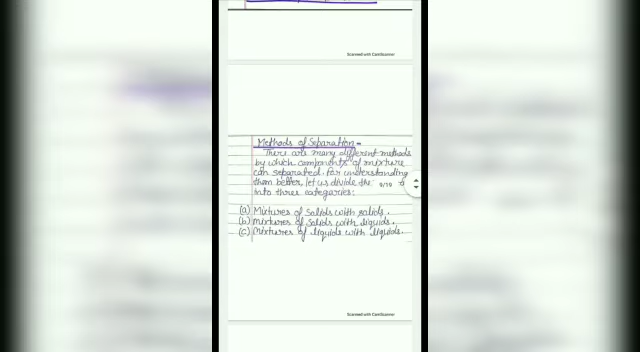 Scanned with CamScanner
Methods of Separation -
There are many different methods
by which components of mixture
can separated. For understanding
them better, let us divide the
9/19
into three categories:
(a) Mixtures of Solids with solids.
(b) Mixtures of Solids with liquids.
(c) Mixtures of liquids with liquids.
Scanned with CamScanner